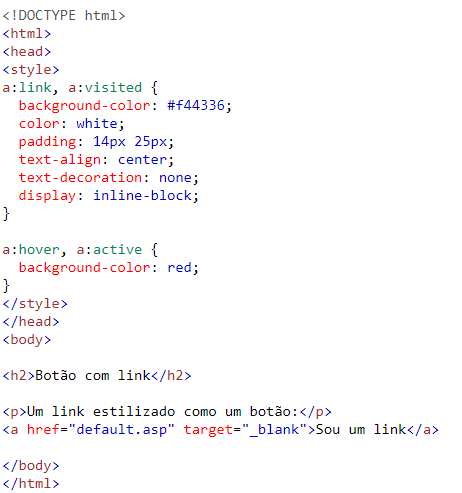 <!DOCTYPE html>
<html>
<head>
<style>
a:link, a:visited {
  background-color: #f44336;
  color: white;
  padding: 14px 25px;
  text-align: center;
  text-decoration: none;
  display: inline-block;
}

a:hover, a:active {
  background-color: red;
}
</style>
</head>
<body>

<h2>Botão com link</h2>

<p>Um link estilizado como um botão:</p>
<a href="default.asp" target="_blank">Sou um link</a>

</body>
</html>